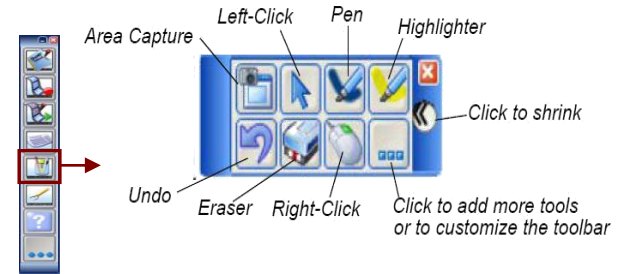 Left-Click
Pen
Area Capture
Highlighter
Click to shrink
Undo
Eraser
Right-Click
Click to add more tools
or to customize the toolbar
?